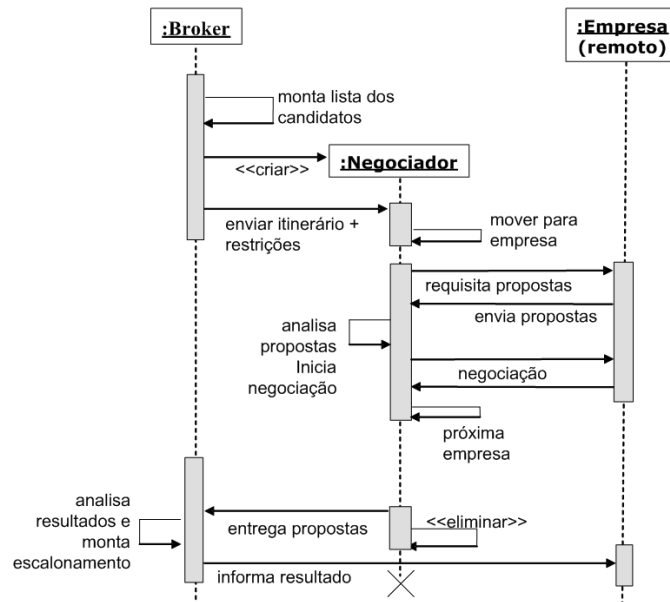 :Broker
:Empresa
(remoto)
monta lista dos
candidatos
<<criar>>
:Negociador
enviar itinerário +
restrições
mover para
empresa
requisita propostas
envia propostas
analisa
propostas
Inicia
negociação
negociação
próxima
empresa
analisa
resultados e
monta
escalonamento
entrega propostas
<<eliminar>>
informa resultado